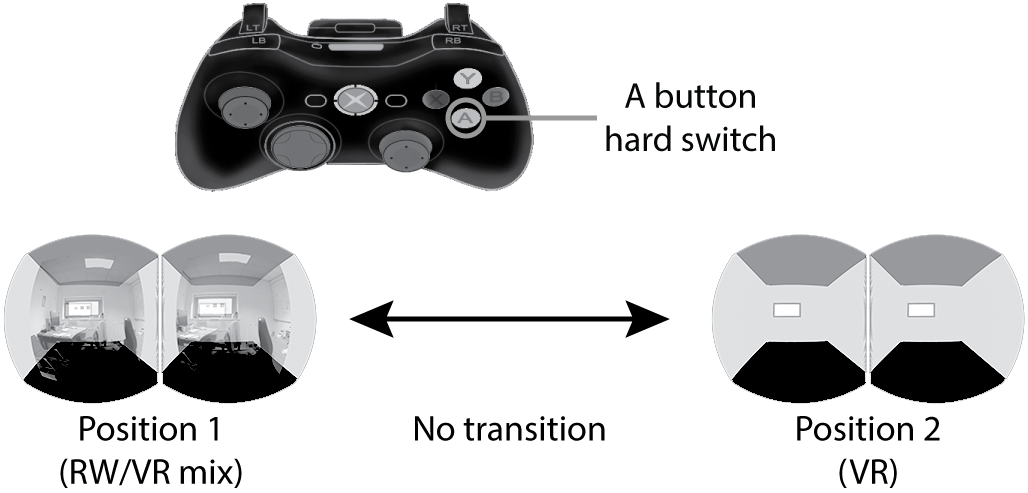 LT
RT
LB
RB
Y
X
B
X
A
A button
hard switch
Position 1
(RW/VR mix)
No transition
Position 2
(VR)